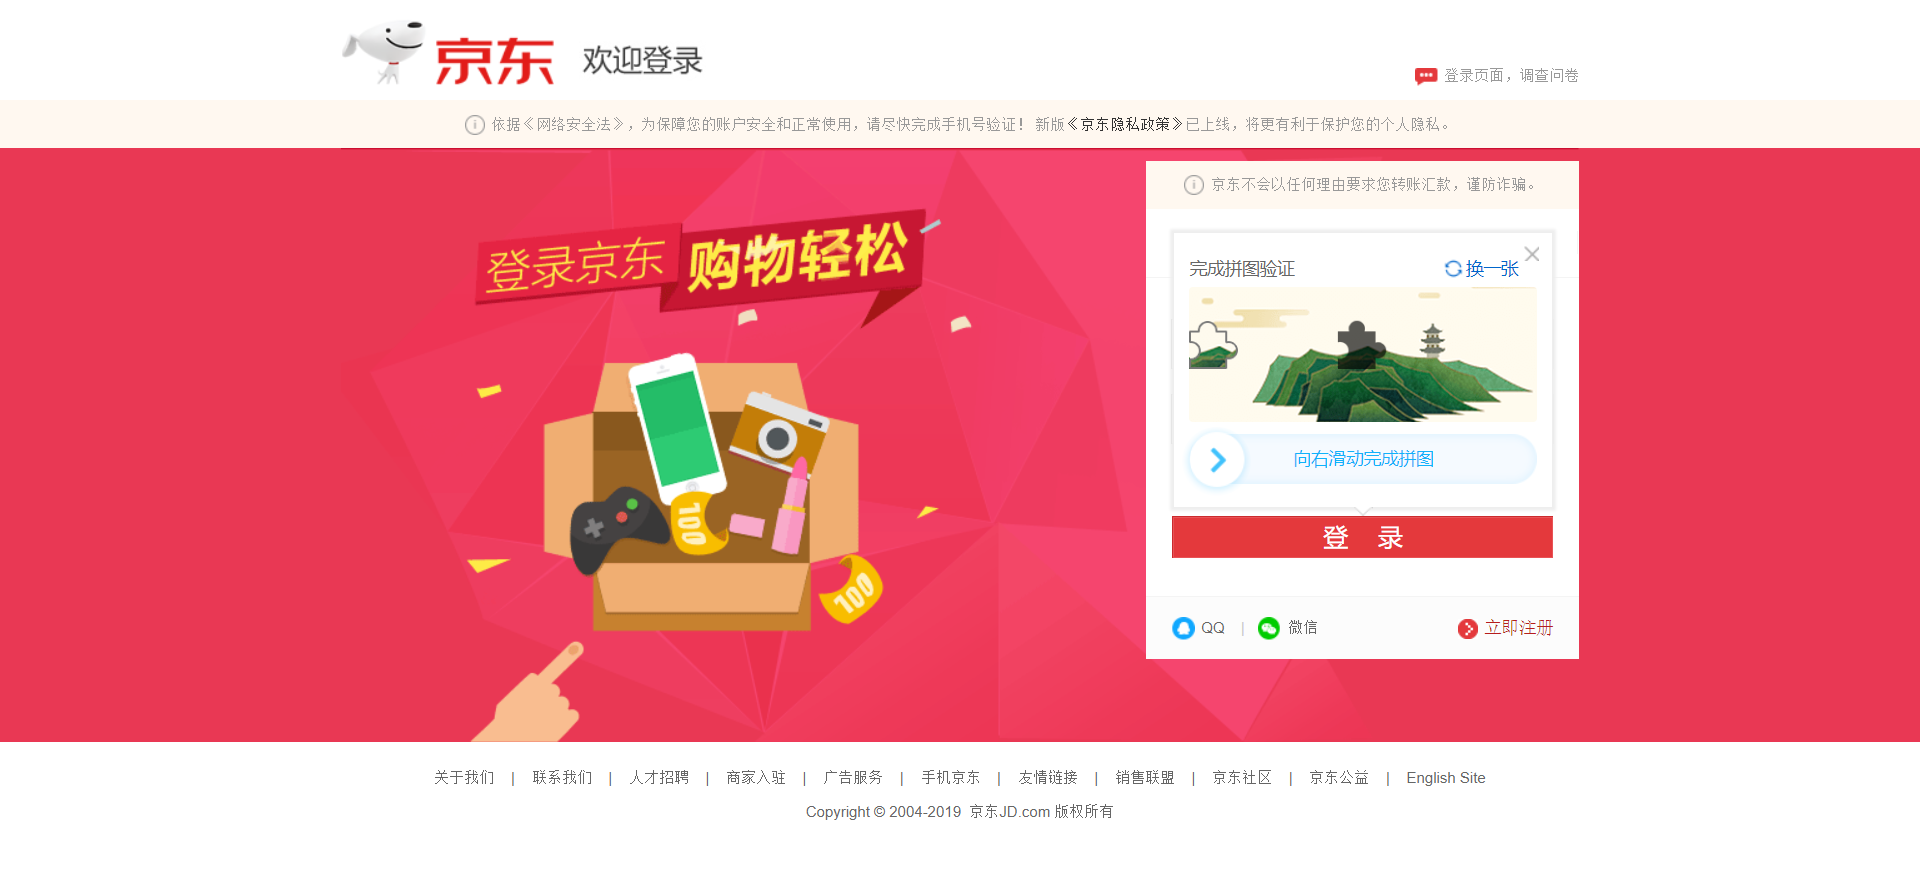 京东 欢迎登录
登录页面，调查问卷
依据《网络安全法》，为保障您的账户安全和正常使用，请尽快完成手机号验证！ 新版《京东隐私政策》已上线，将更有利于保护您的个人隐私。
京东不会以任何理由要求您转账汇款，谨防诈骗。
登录京东 购物轻松
完成拼图验证 换一张
向右滑动完成拼图
100
100
登 录
QQ | 微信 立即注册
关于我们 | 联系我们 | 人才招聘 | 商家入驻 | 广告服务 | 手机京东 | 友情链接 | 销售联盟 | 京东社区 | 京东公益 | English Site
Copyright © 2004-2019 京东JD.com 版权所有